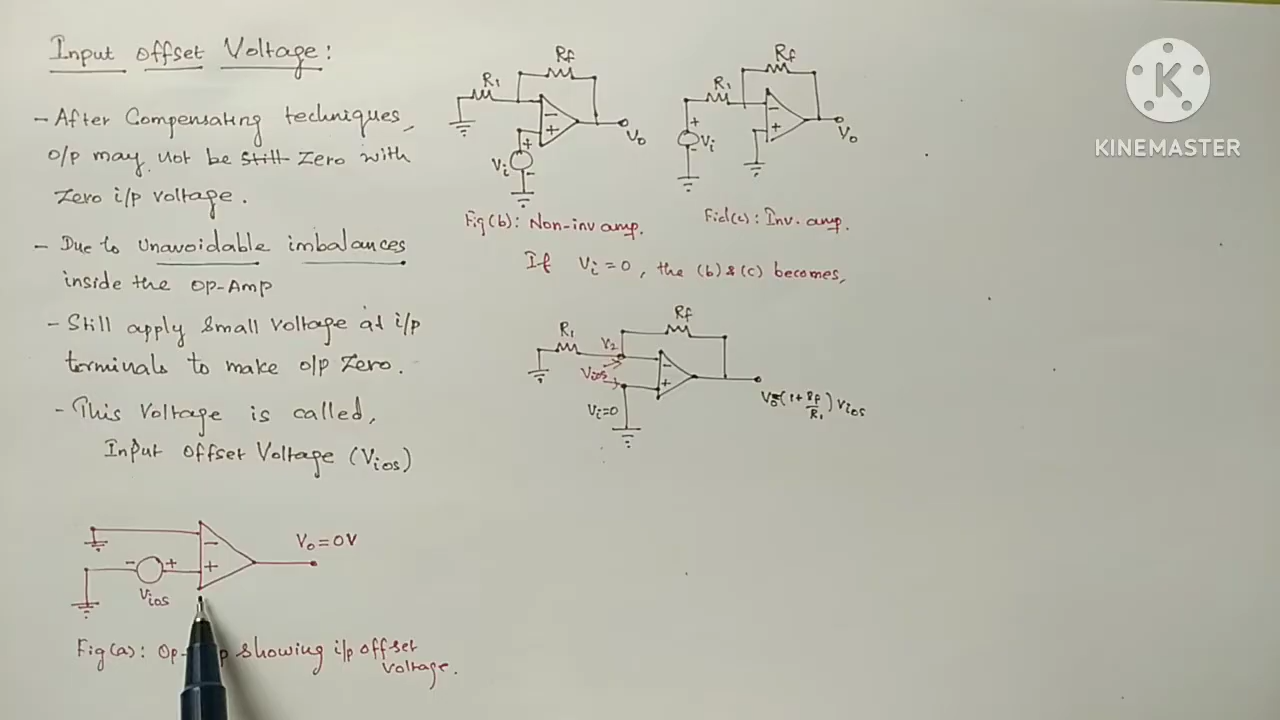 Input offset Voltage:
- After Compensating techniques,
o/p may not be still zero with
zero i/p voltage.
- Due to unavoidable imbalances
inside the op-Amp
- Still apply small voltage at i/p
terminals to make o/p zero.
- This Voltage is called,
Input offset Voltage (Vios)
- + Vios
- +
Vo = 0V
Fig(a): Op- p showing i/p offset
voltage.
R1 Rf
- +
+ Vi -
Vo
Fig(b): Non-inv amp.
R1 Rf
- +
+ Vi -
Vo
Fig(c): Inv. amp.
If Vi = 0, the (b) & (c) becomes,
R1 V2 Rf
Vios
- +
Vi=0
Vo=(1+Rf/R1) Vios
K
KINEMASTER